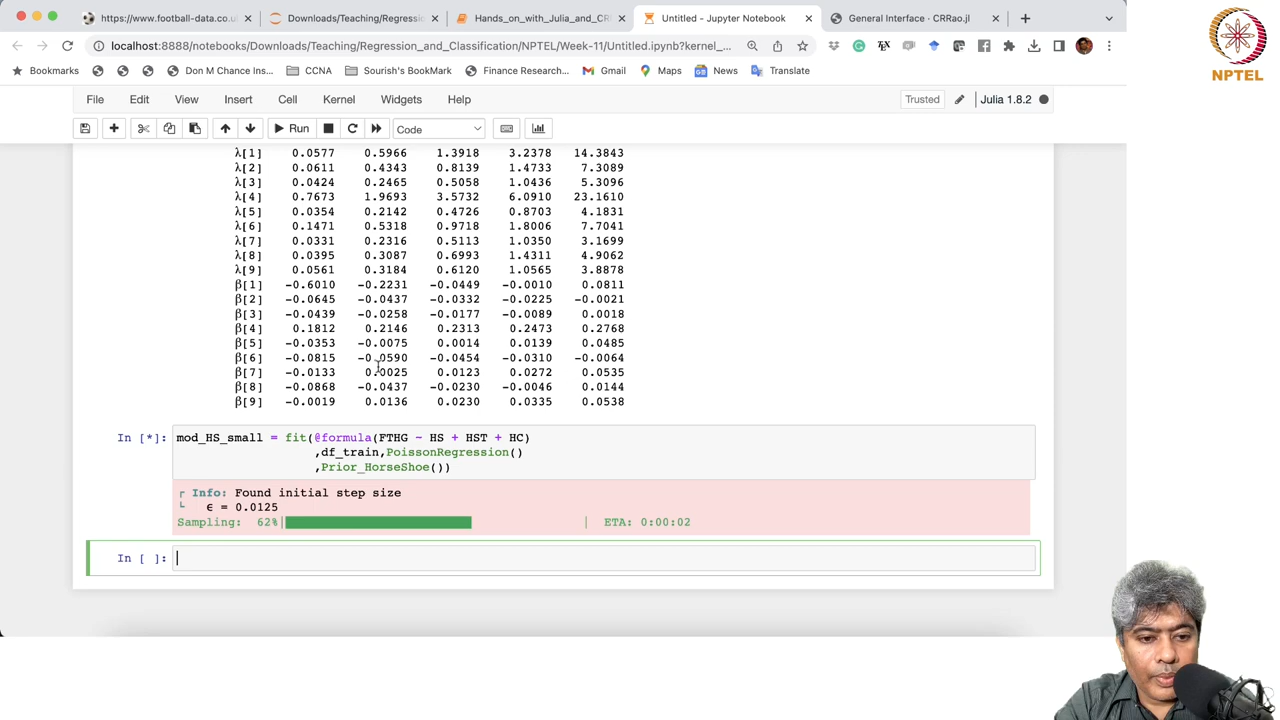 https://www.football-data.co.u
Downloads/Teaching/Regressi
Hands_on_with_Julia_and_CR
Untitled - Jupyter Notebook
General Interface · CRRao.jl
localhost:8888/notebooks/Downloads/Teaching/Regression_and_Classification/NPTEL/Week-11/Untitled.ipynb?kernel_...
Bookmarks
Don M Chance Ins...
CCNA
Sourish's BookMark
Finance Research...
Gmail
Maps
News
Translate
NPTEL
File Edit View Insert Cell Kernel Widgets Help
Trusted
Julia 1.8.2
Run
Code
λ[1] 0.0577 0.5966 1.3918 3.2378 14.3843
λ[2] 0.0611 0.4343 0.8139 1.4733 7.3089
λ[3] 0.0424 0.2465 0.5058 1.0436 5.3096
λ[4] 0.7673 1.9693 3.5732 6.0910 23.1610
λ[5] 0.0354 0.2142 0.4726 0.8703 4.1831
λ[6] 0.1471 0.5318 0.9718 1.8006 7.7041
λ[7] 0.0331 0.2316 0.5113 1.0350 3.1699
λ[8] 0.0395 0.3087 0.6993 1.4311 4.9062
λ[9] 0.0561 0.3184 0.6120 1.0565 3.8878
β[1] -0.6010 -0.2231 -0.0449 -0.0010 0.0811
β[2] -0.0645 -0.0437 -0.0332 -0.0225 -0.0021
β[3] -0.0439 -0.0258 -0.0177 -0.0089 0.0018
β[4] 0.1812 0.2146 0.2313 0.2473 0.2768
β[5] -0.0353 -0.0075 0.0014 0.0139 0.0485
β[6] -0.0815 -0.0590 -0.0454 -0.0310 -0.0064
β[7] -0.0133 0.0025 0.0123 0.0272 0.0535
β[8] -0.0868 -0.0437 -0.0230 -0.0046 0.0144
β[9] -0.0019 0.0136 0.0230 0.0335 0.0538
In [*]: mod_HS_small = fit(@formula(FTHG ~ HS + HST + HC)
,df_train,PoissonRegression()
,Prior_HorseShoe())
┌ Info: Found initial step size
└ ϵ = 0.0125
Sampling: 62%| | ETA: 0:00:02
In [ ]: